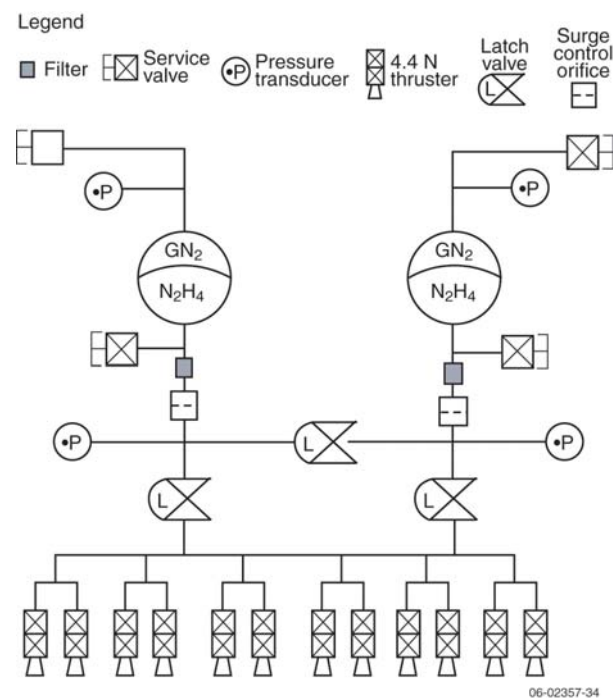 Legend
Filter
Service
valve
•P
Pressure
transducer
4.4 N
thruster
Latch
valve
L
Surge
control
orifice
•P
•P
GN₂
N₂H₄
GN₂
N₂H₄
•P
L
•P
L
L
06-02357-34